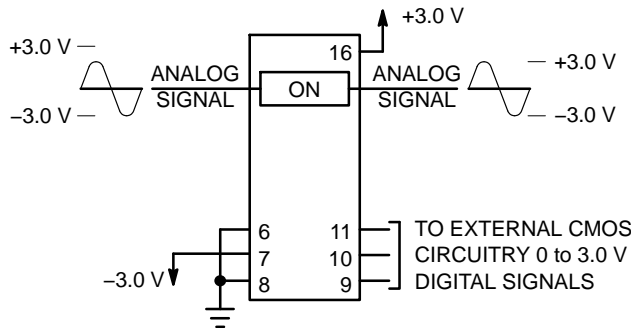 +3.0 V
+3.0 V
16
ANALOG
SIGNAL
ON
ANALOG
SIGNAL
+3.0 V
−3.0 V
−3.0 V
6
11
TO EXTERNAL CMOS
7
10
CIRCUITRY 0 to 3.0 V
−3.0 V
8
9
DIGITAL SIGNALS